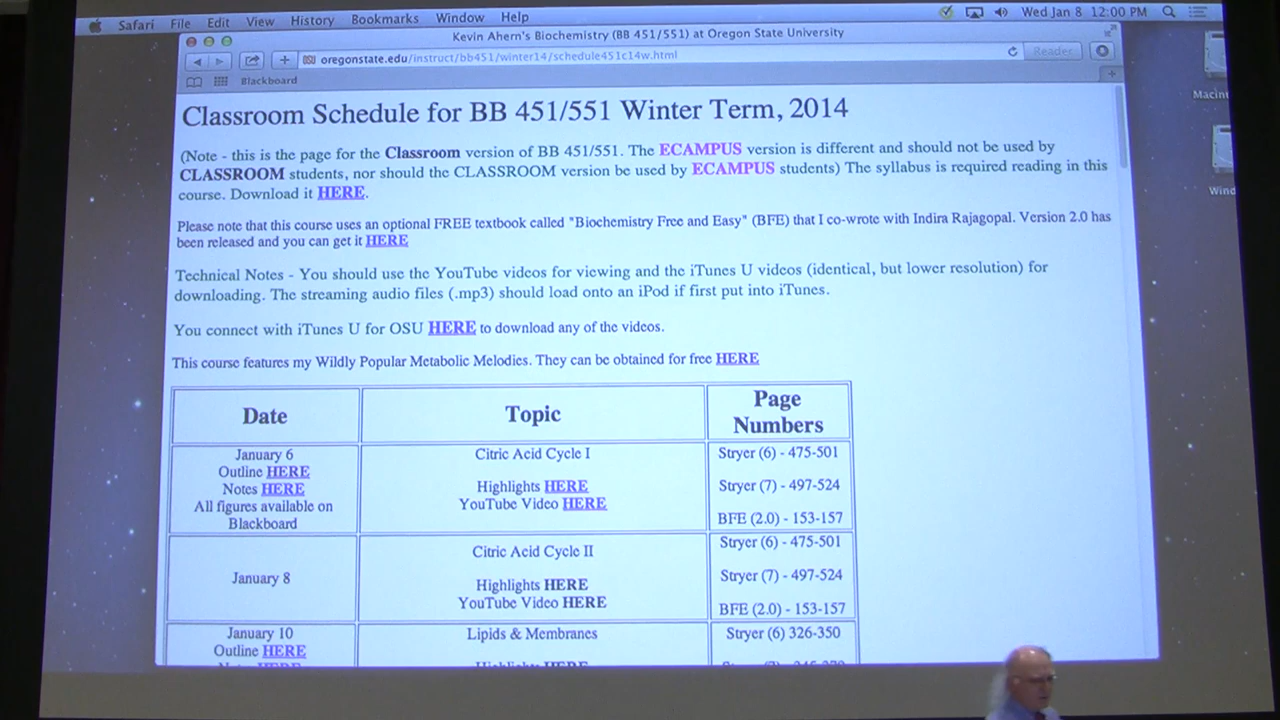 Safari File Edit View History Bookmarks Window Help Wed Jan 8 12:00 PM
Kevin Ahern's Biochemistry (BB 451/551) at Oregon State University
oregonstate.edu/instruct/bb451/winter14/schedule451c14w.html Reader
Blackboard
Classroom Schedule for BB 451/551 Winter Term, 2014
(Note - this is the page for the Classroom version of BB 451/551. The ECAMPUS version is different and should not be used by
CLASSROOM students, nor should the CLASSROOM version be used by ECAMPUS students) The syllabus is required reading in this
course. Download it HERE.
Please note that this course uses an optional FREE textbook called "Biochemistry Free and Easy" (BFE) that I co-wrote with Indira Rajagopal. Version 2.0 has
been released and you can get it HERE
Technical Notes - You should use the YouTube videos for viewing and the iTunes U videos (identical, but lower resolution) for
downloading. The streaming audio files (.mp3) should load onto an iPod if first put into iTunes.
You connect with iTunes U for OSU HERE to download any of the videos.
This course features my Wildly Popular Metabolic Melodies. They can be obtained for free HERE
Date Topic Page
Numbers
January 6 Citric Acid Cycle I Stryer (6) - 475-501
Outline HERE
Notes HERE Highlights HERE Stryer (7) - 497-524
All figures available on YouTube Video HERE
Blackboard BFE (2.0) - 153-157
Citric Acid Cycle II Stryer (6) - 475-501
January 8 Highlights HERE Stryer (7) - 497-524
YouTube Video HERE BFE (2.0) - 153-157
January 10 Lipids & Membranes Stryer (6) 326-350
Outline HERE